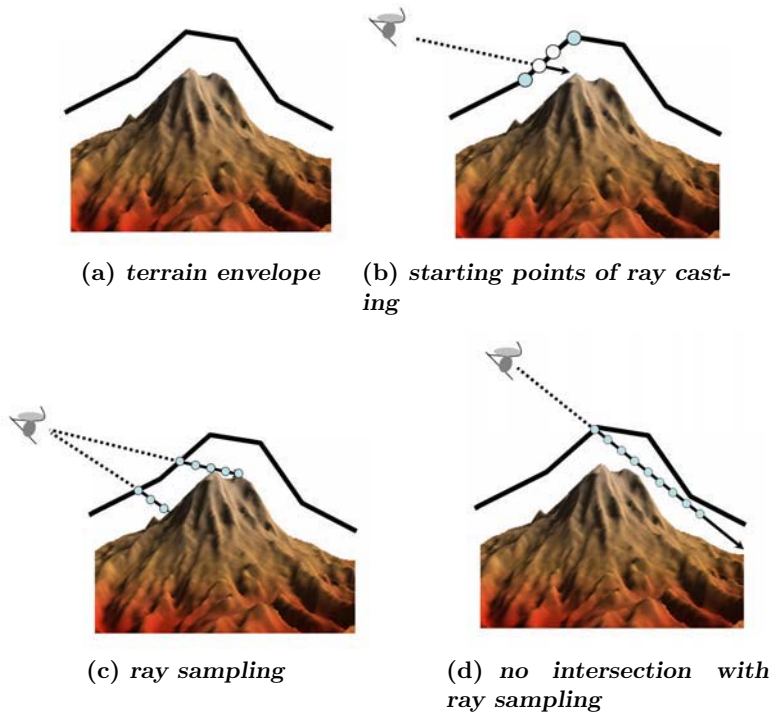 (a) terrain envelope
(b) starting points of ray cast-
ing
(c) ray sampling
(d) no intersection with
ray sampling